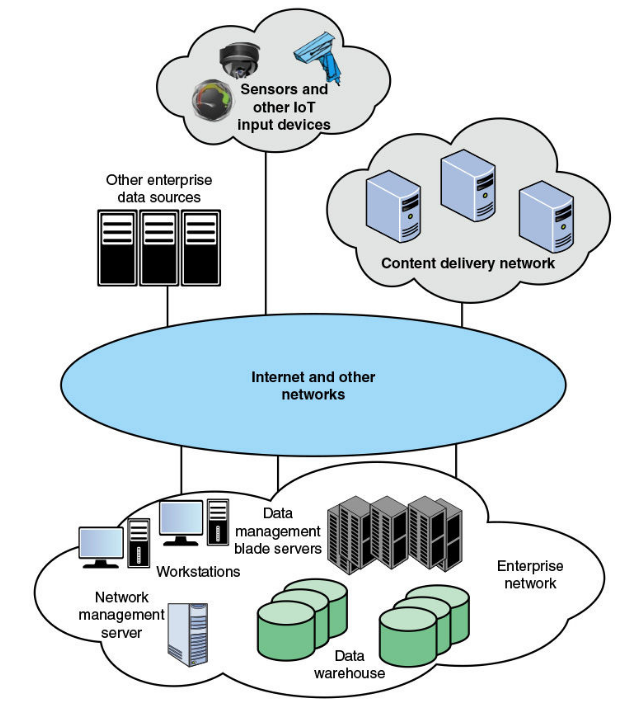 Sensors and
other IoT
input devices
Other enterprise
data sources
Content delivery network
Internet and other
networks
Data
management
blade servers
Workstations
Enterprise
network
Network
management
server
Data
warehouse